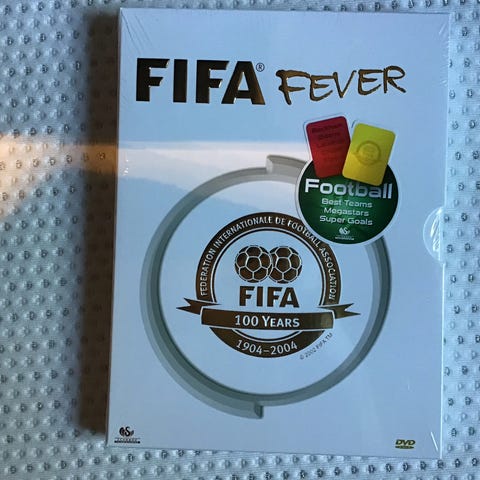 FIFA® FEVER
Football
Best Teams
Megastars
Super Goals
FEDERATION INTERNATIONALE DE FOOTBALL ASSOCIATION
FIFA
100 YEARS
1904–2004
© 2002 FIFA TM
DVD